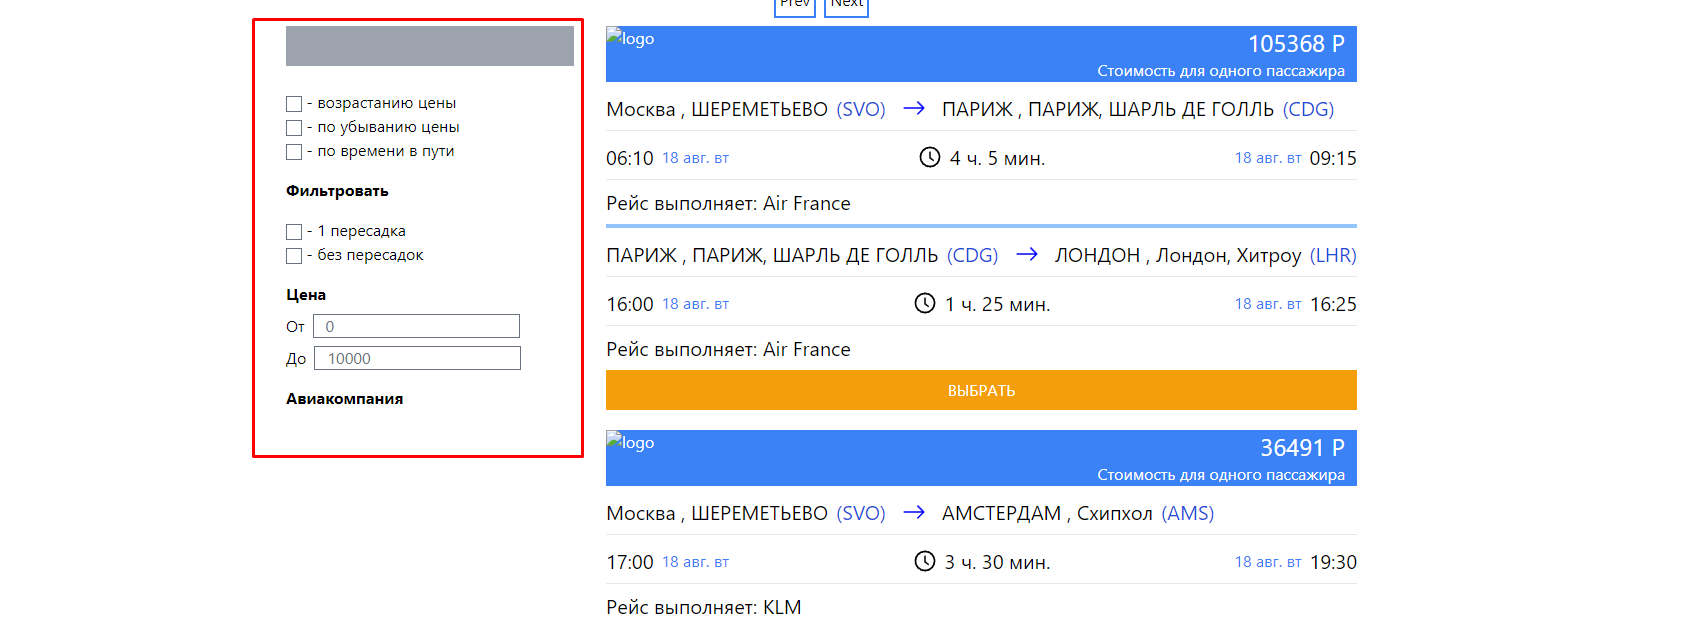 Prev Next
- возрастанию цены
- по убыванию цены
- по времени в пути
Фильтровать
- 1 пересадка
- без пересадок
Цена
От 0
До 10000
Авиакомпания
logo
105368 Р
Стоимость для одного пассажира
Москва , ШЕРЕМЕТЬЕВО (SVO) → ПАРИЖ , ПАРИЖ, ШАРЛЬ ДЕ ГОЛЛЬ (CDG)
06:10 18 авг. вт 4 ч. 5 мин. 18 авг. вт 09:15
Рейс выполняет: Air France
ПАРИЖ , ПАРИЖ, ШАРЛЬ ДЕ ГОЛЛЬ (CDG) → ЛОНДОН , Лондон, Хитроу (LHR)
16:00 18 авг. вт 1 ч. 25 мин. 18 авг. вт 16:25
Рейс выполняет: Air France
ВЫБРАТЬ
logo
36491 Р
Стоимость для одного пассажира
Москва , ШЕРЕМЕТЬЕВО (SVO) → АМСТЕРДАМ , Схипхол (AMS)
17:00 18 авг. вт 3 ч. 30 мин. 18 авг. вт 19:30
Рейс выполняет: KLM